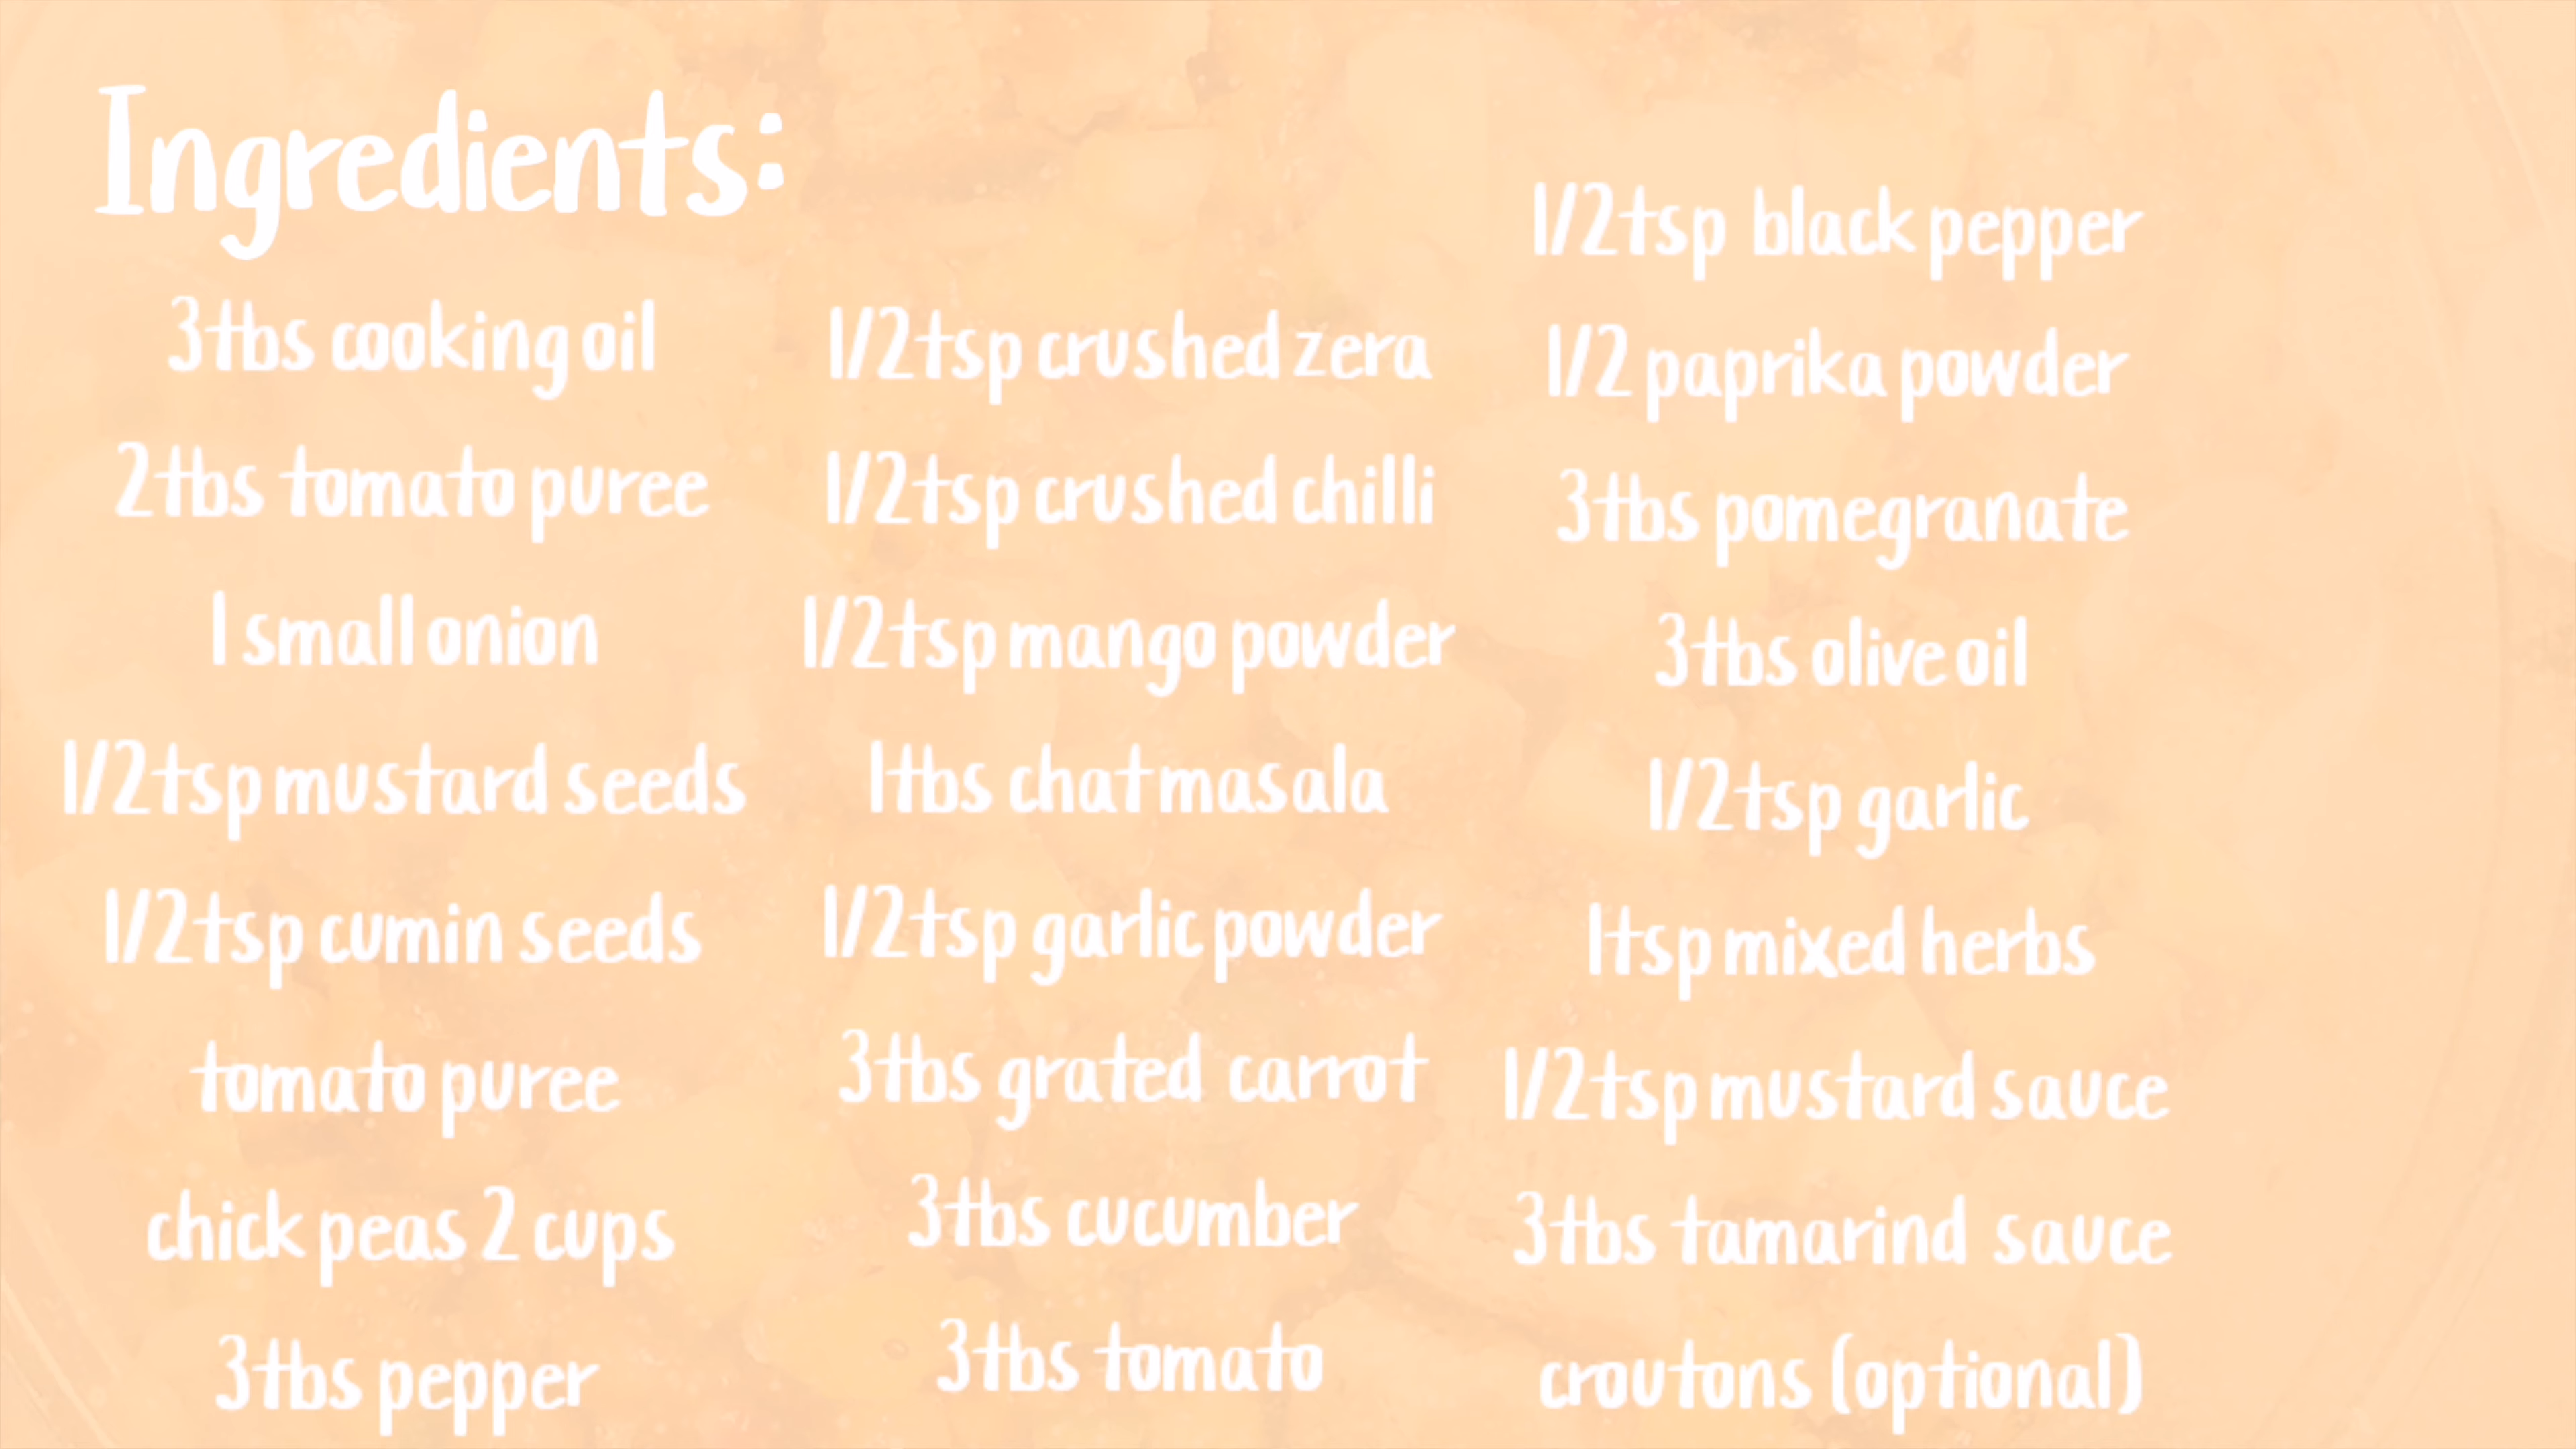 Ingredients:
3tbs cooking oil
2tbs tomato puree
1 small onion
1/2tsp mustard seeds
1/2tsp cumin seeds
tomato puree
chick peas 2 cups
3tbs pepper
1/2tsp crushed zera
1/2tsp crushed chilli
1/2tsp mango powder
1tbs chat masala
1/2tsp garlic powder
3tbs grated carrot
3tbs cucumber
3tbs tomato
1/2tsp black pepper
1/2 paprika powder
3tbs pomegranate
3tbs olive oil
1/2tsp garlic
1tsp mixed herbs
1/2tsp mustard sauce
3tbs tamarind sauce
croutons (optional)